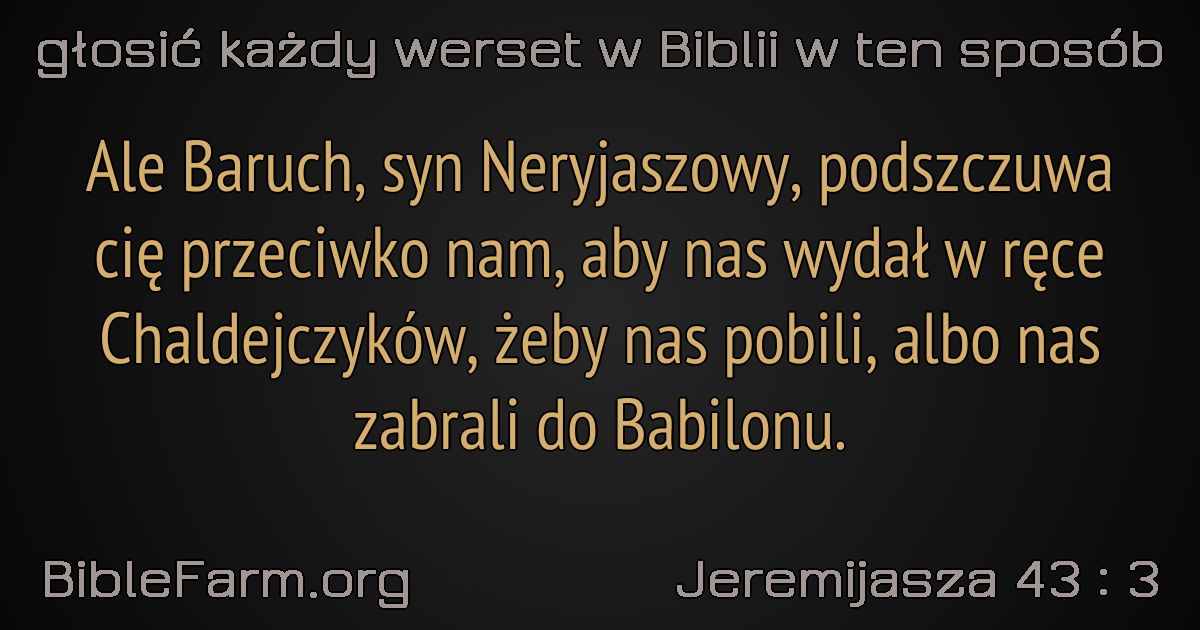 głosić każdy werset w Biblii w ten sposób
Ale Baruch, syn Neryjaszowy, podszczuwa
cię przeciwko nam, aby nas wydał w ręce
Chaldejczyków, żeby nas pobili, albo nas
zabrali do Babilonu.
BibleFarm.org
Jeremijasza 43 : 3